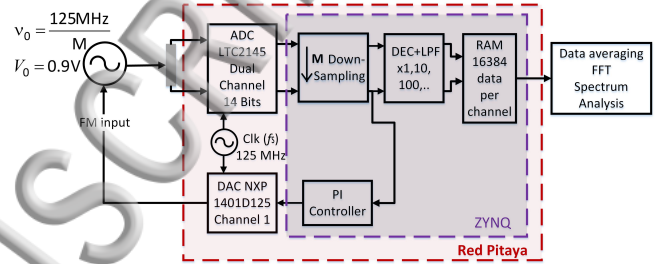 ν₀ = 125MHz
M
V₀ = 0.9V
FM input
ADC
LTC2145
Dual
Channel
14 Bits
Clk (fs)
125 MHz
DAC NXP
1401D125
Channel 1
M Down-
Sampling
DEC+LPF
x1,10,
100,..
RAM
16384
data
per
channel
PI
Controller
ZYNQ
Red Pitaya
Data averaging
FFT
Spectrum
Analysis